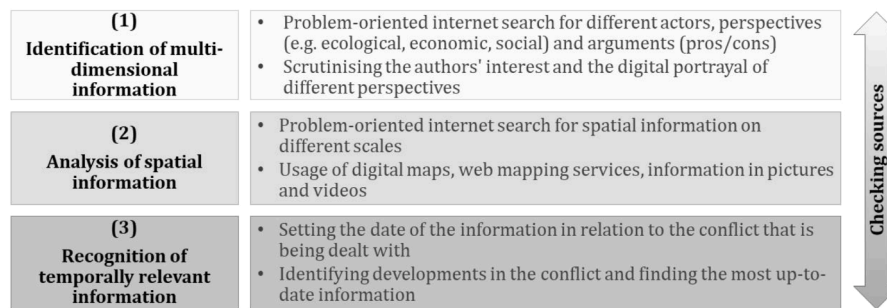 (1)
Identification of multi-
dimensional
information
• Problem-oriented internet search for different actors, perspectives
(e.g. ecological, economic, social) and arguments (pros/cons)
• Scrutinising the authors' interest and the digital portrayal of
different perspectives
(2)
Analysis of spatial
information
• Problem-oriented internet search for spatial information on
different scales
• Usage of digital maps, web mapping services, information in pictures
and videos
(3)
Recognition of
temporally relevant
information
• Setting the date of the information in relation to the conflict that is
being dealt with
• Identifying developments in the conflict and finding the most up-to-
date information
Checking sources